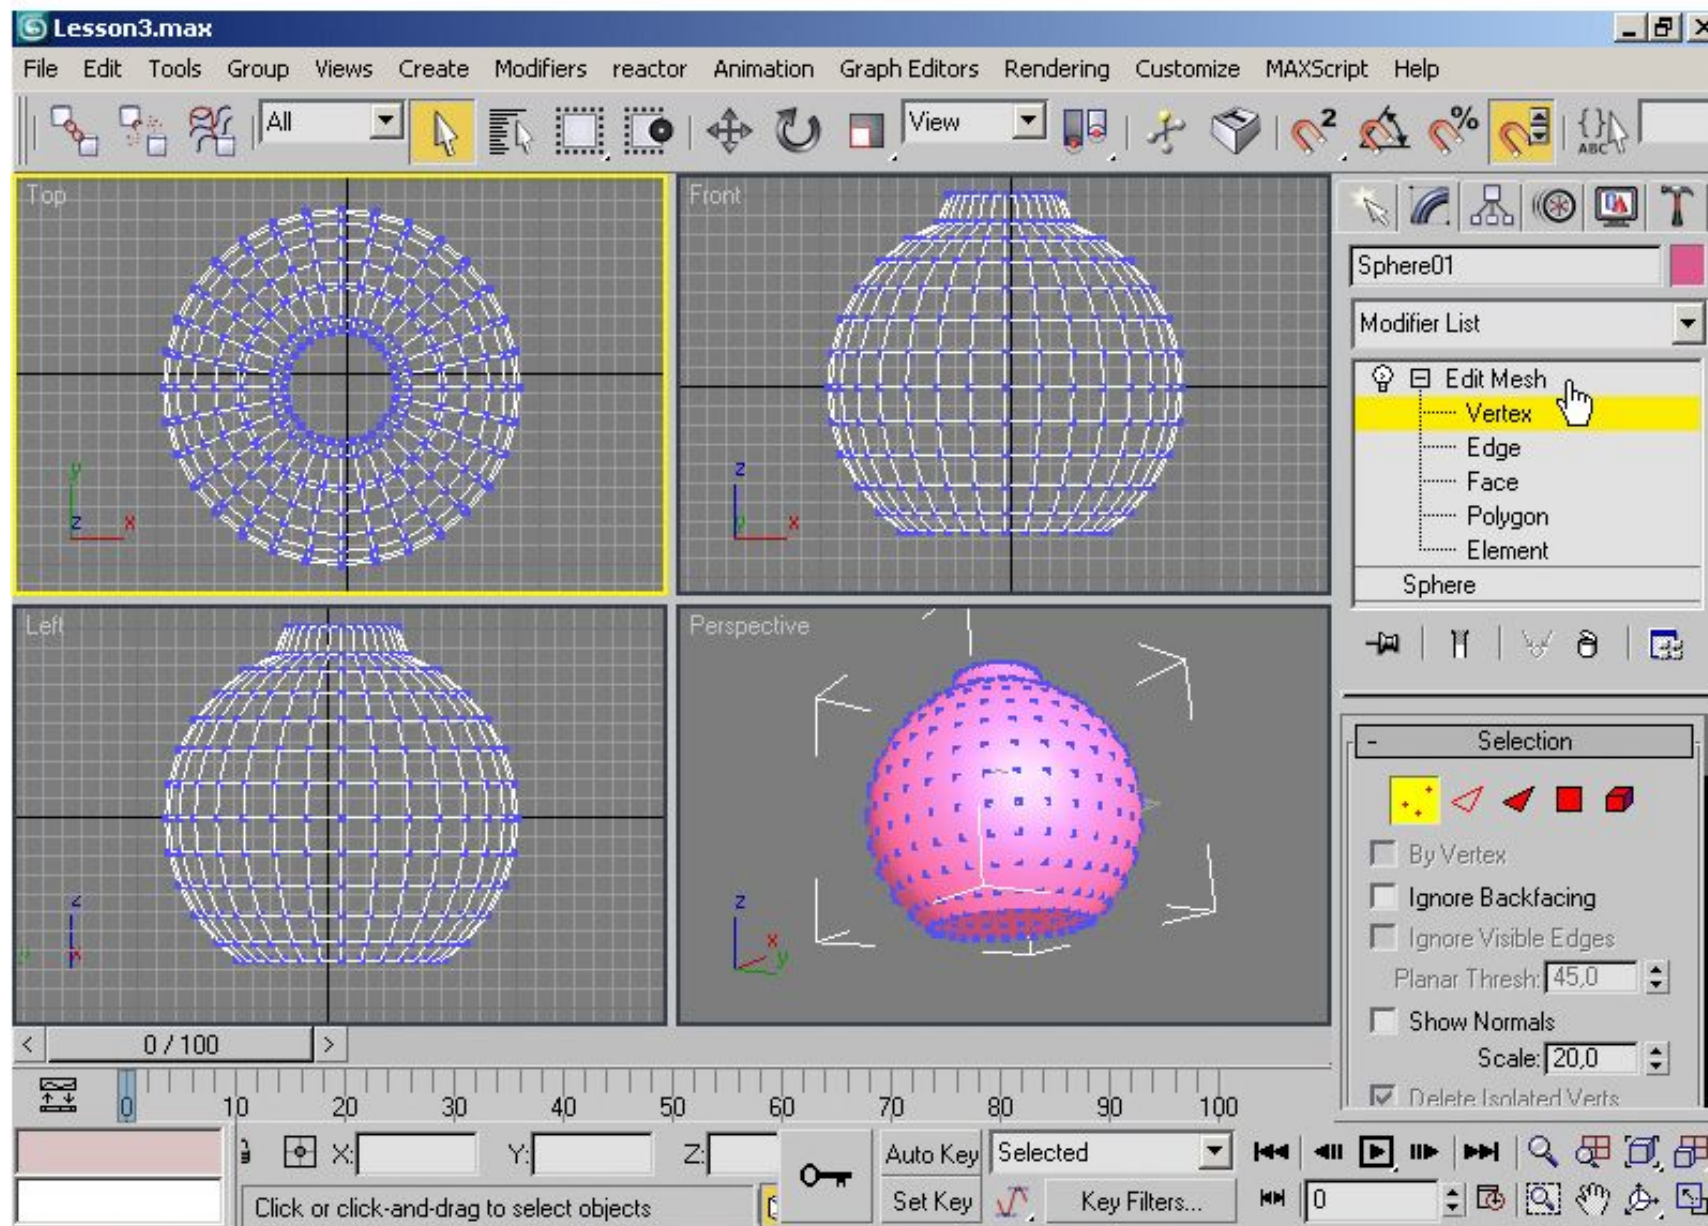 Lesson3.max
File Edit Tools Group Views Create Modifiers reactor Animation Graph Editors Rendering Customize MAXScript Help
All View 2 % {} ABC
Top
Front
Sphere01
Modifier List
Edit Mesh
Vertex
Edge
Face
Polygon
Element
Sphere
y
z x
z
y x
Left
Perspective
Selection
By Vertex
Ignore Backfacing
Ignore Visible Edges
Planar Thresh: 45,0
Show Normals
Scale: 20,0
Delete Isolated Verts
z
z
x
y
< 0 / 100 >
0 10 20 30 40 50 60 70 80 90 100
X: Y: Z: Auto Key Selected
Click or click-and-drag to select objects Set Key Key Filters... 0